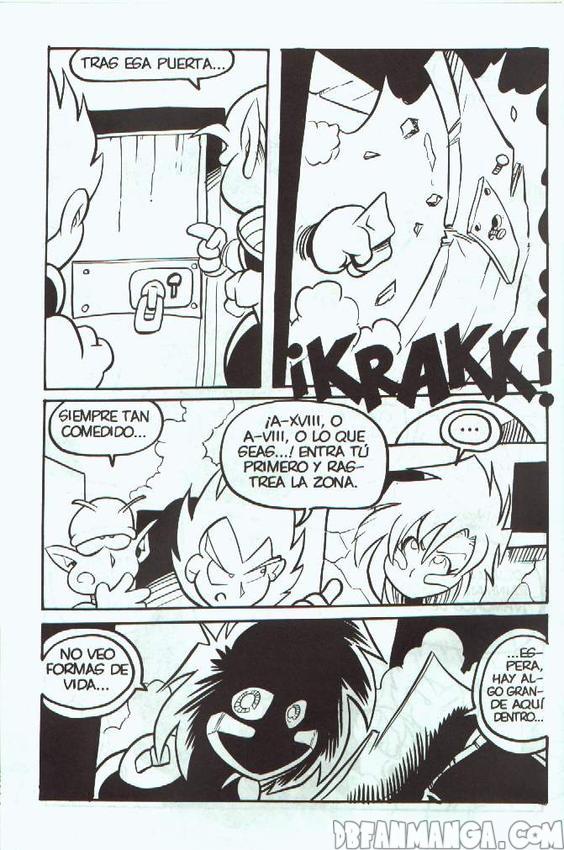 TRAS ESA PUERTA...
¡KRAKK!
SIEMPRE TAN
COMEDIDO...
¡A-XVIII, O
A-VIII, O LO QUE
SEAS...! ENTRA TÚ
PRIMERO Y RAS-
TREA LA ZONA.
...
NO VEO
FORMAS DE
VIDA...
...ES-
PERA,
HAY AL-
GO GRAN-
DE AQUÍ
DENTRO...
DBFANMANGA.COM